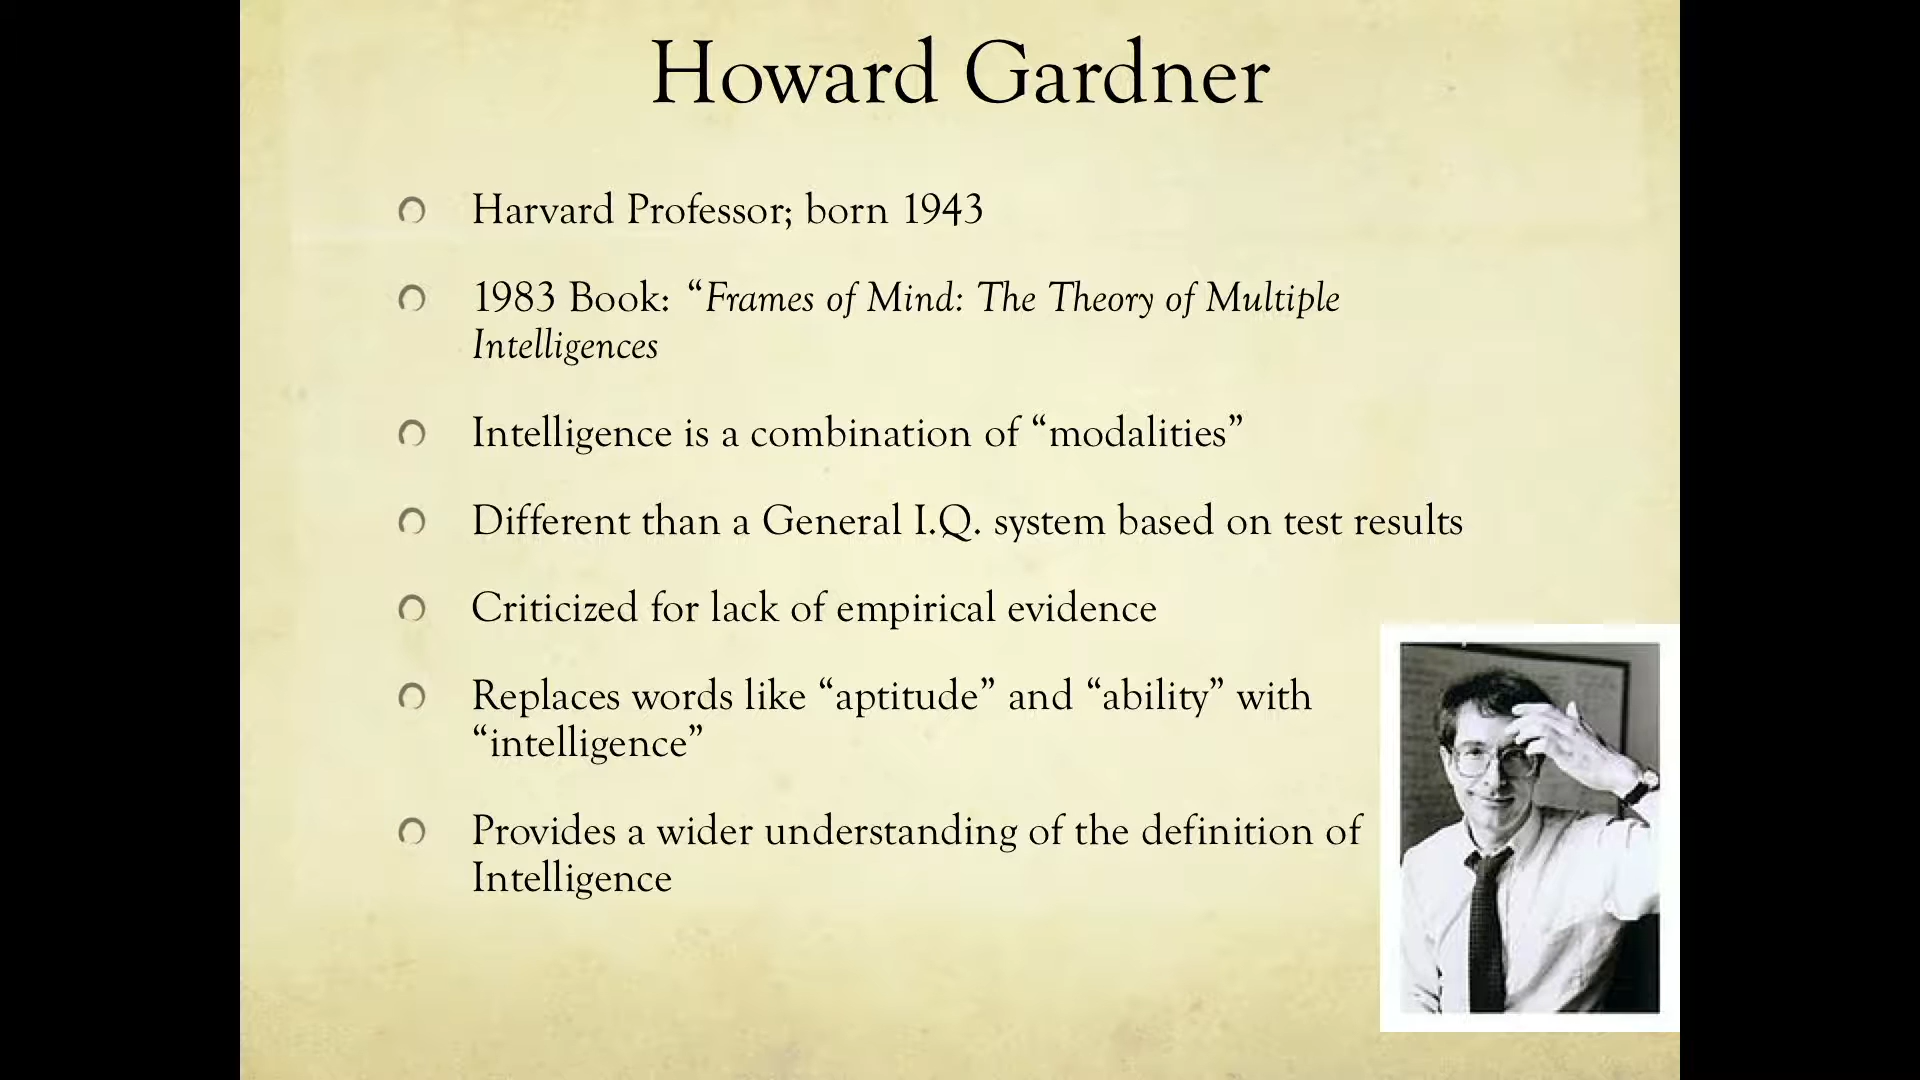 Howard Gardner
Harvard Professor; born 1943
1983 Book: “Frames of Mind: The Theory of Multiple
Intelligences
Intelligence is a combination of “modalities”
Different than a General I.Q. system based on test results
Criticized for lack of empirical evidence
Replaces words like “aptitude” and “ability” with
“intelligence”
Provides a wider understanding of the definition of
Intelligence